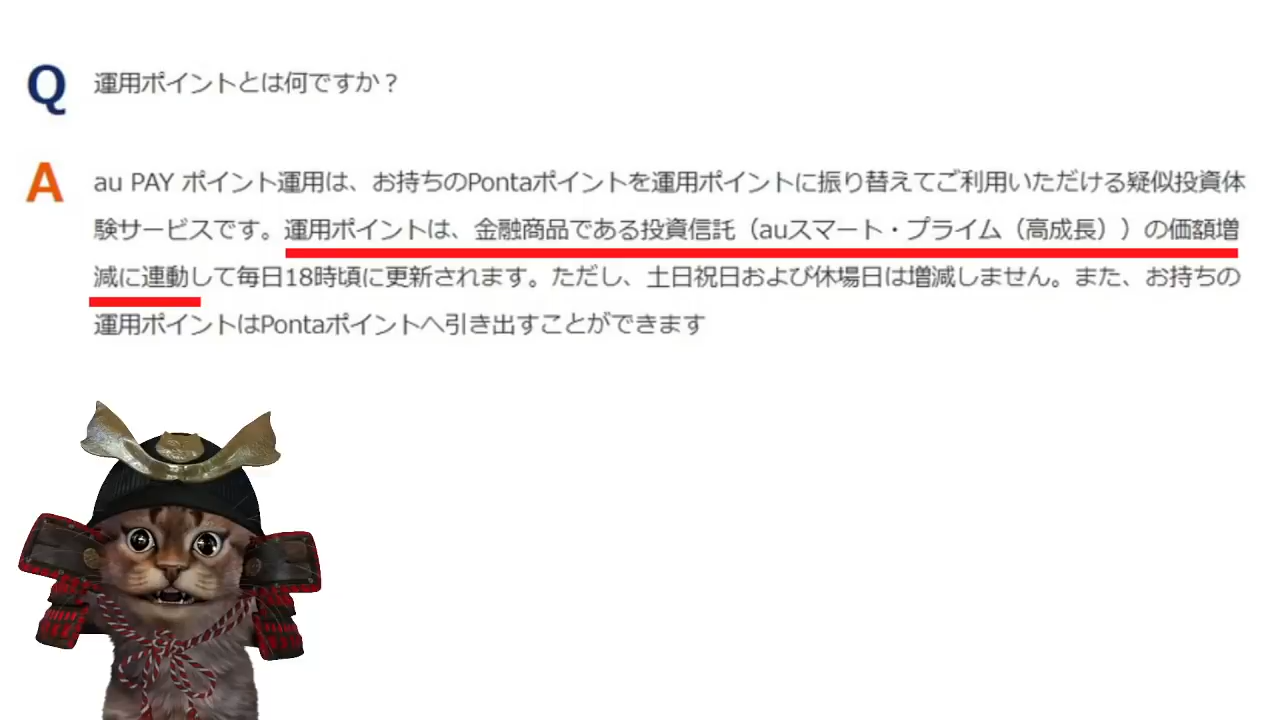 Q 運用ポイントとは何ですか？
A au PAY ポイント運用は、お持ちのPontaポイントを運用ポイントに振り替えてご利用いただける疑似投資体
験サービスです。運用ポイントは、金融商品である投資信託（auスマート・プライム（高成長））の価額増
減に連動して毎日18時頃に更新されます。ただし、土日祝日および休場日は増減しません。また、お持ちの
運用ポイントはPontaポイントへ引き出すことができます